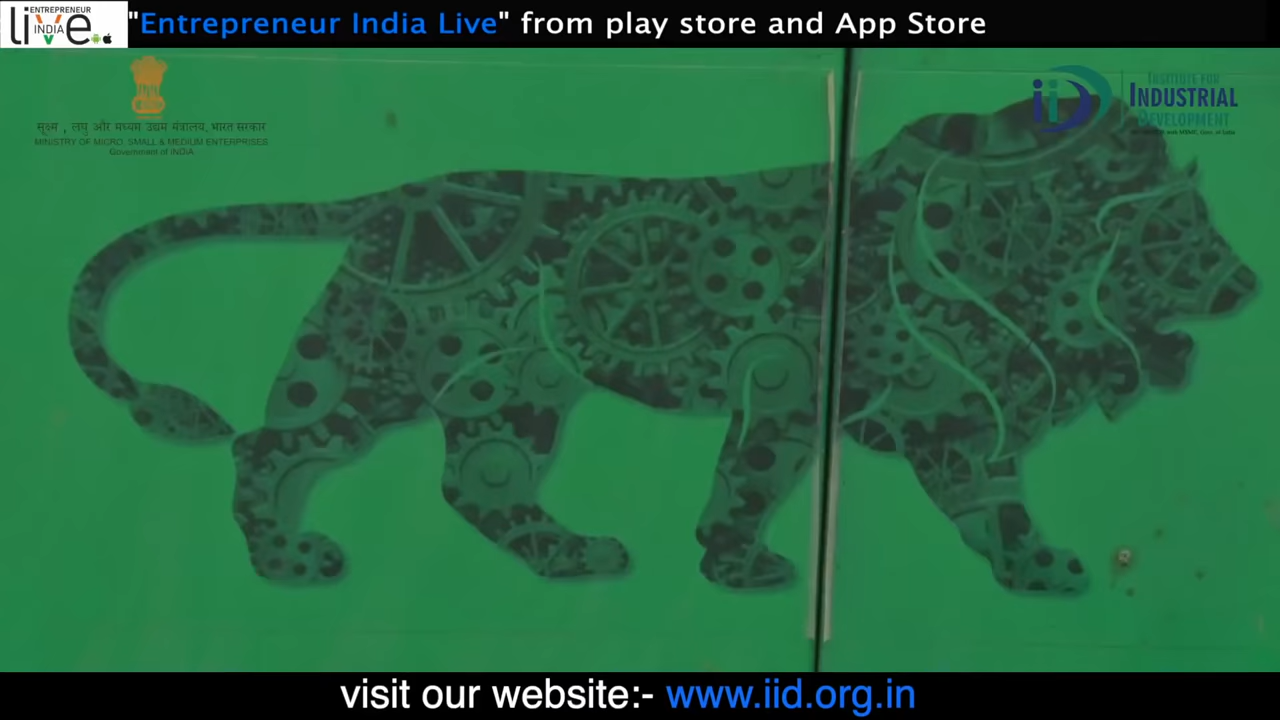 ENTREPRENEUR
INDIA
live
"Entrepreneur India Live" from play store and App Store
सूक्ष्म , लघु और मध्यम उद्यम मंत्रालय, भारत सरकार
MINISTRY OF MICRO, SMALL & MEDIUM ENTERPRISES
Government of INDIA
iiD
INSTITUTE FOR
INDUSTRIAL
DEVELOPMENT
visit our website:- www.iid.org.in